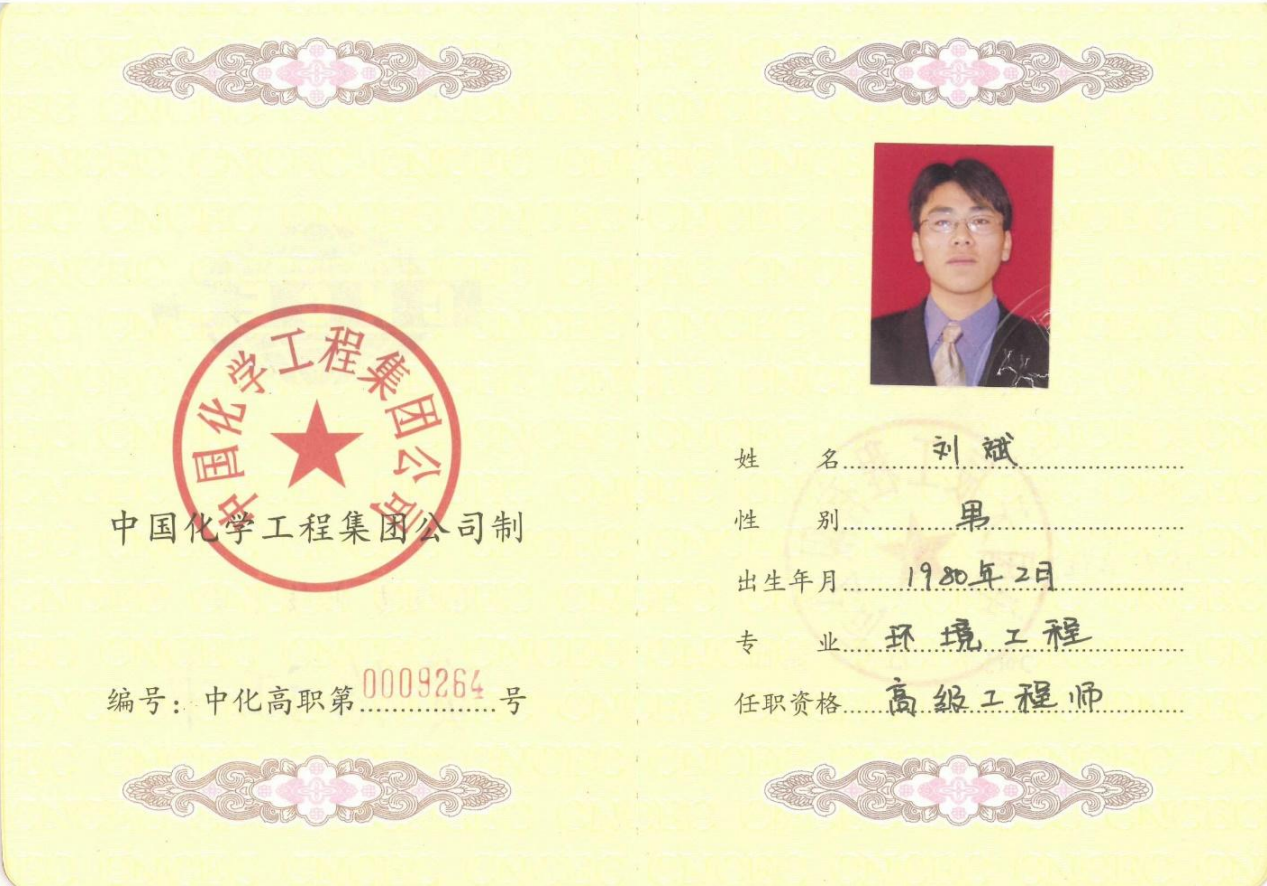 中国化学工程集团公司
中国化学工程集团公司制
编号：中化高职第0009264号
姓 名 刘斌
性 别 男
出生年月 1980年2月
专 业 环境工程
任职资格 高级工程师